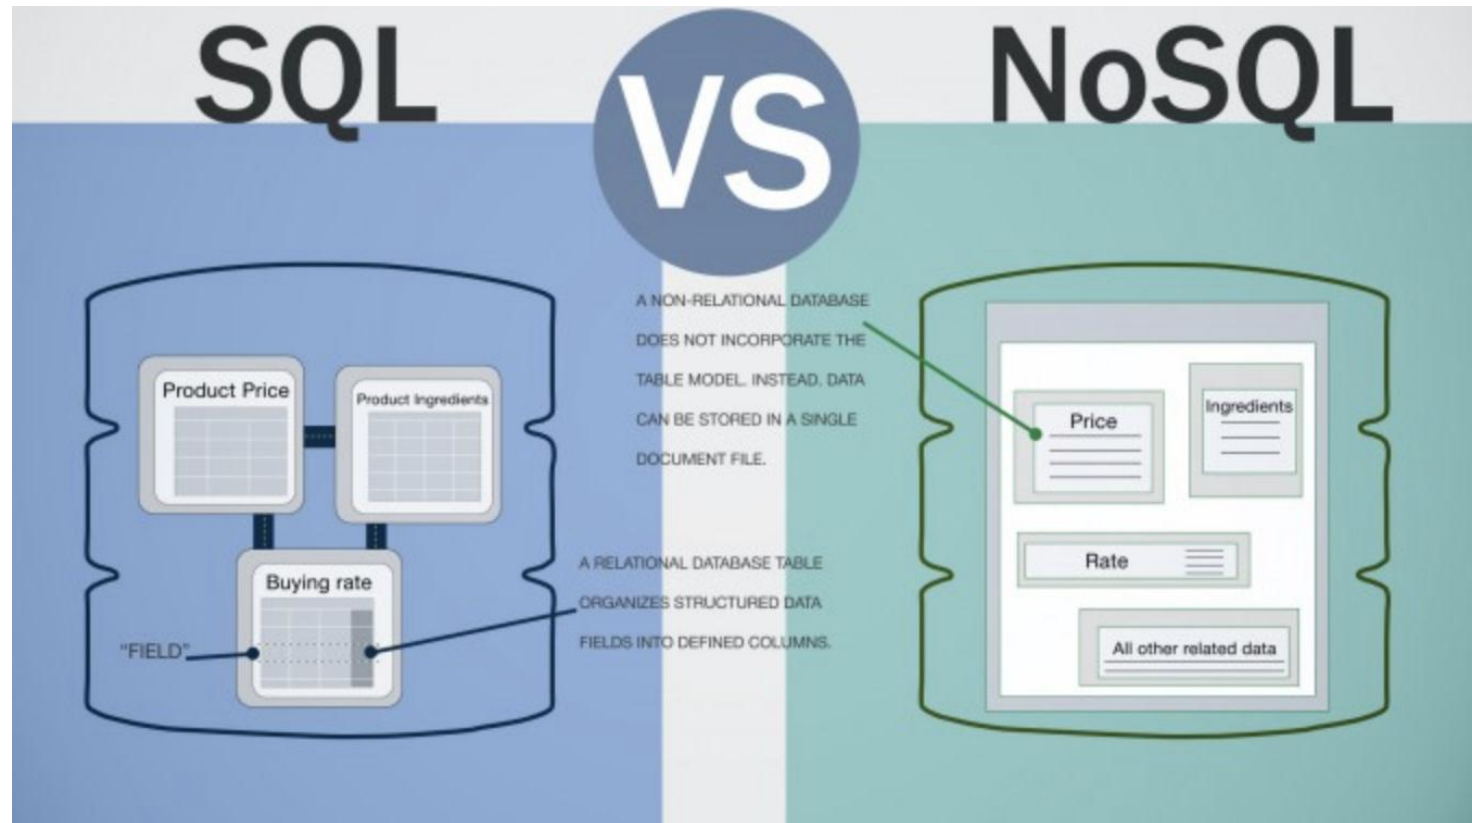 SQL
VS
NoSQL
Product Price
Product Ingredients
Buying rate
"FIELD"
A NON-RELATIONAL DATABASE
DOES NOT INCORPORATE THE
TABLE MODEL. INSTEAD. DATA
CAN BE STORED IN A SINGLE
DOCUMENT FILE.
A RELATIONAL DATABASE TABLE
ORGANIZES STRUCTURED DATA
FIELDS INTO DEFINED COLUMNS.
Price
Ingredients
Rate
All other related data